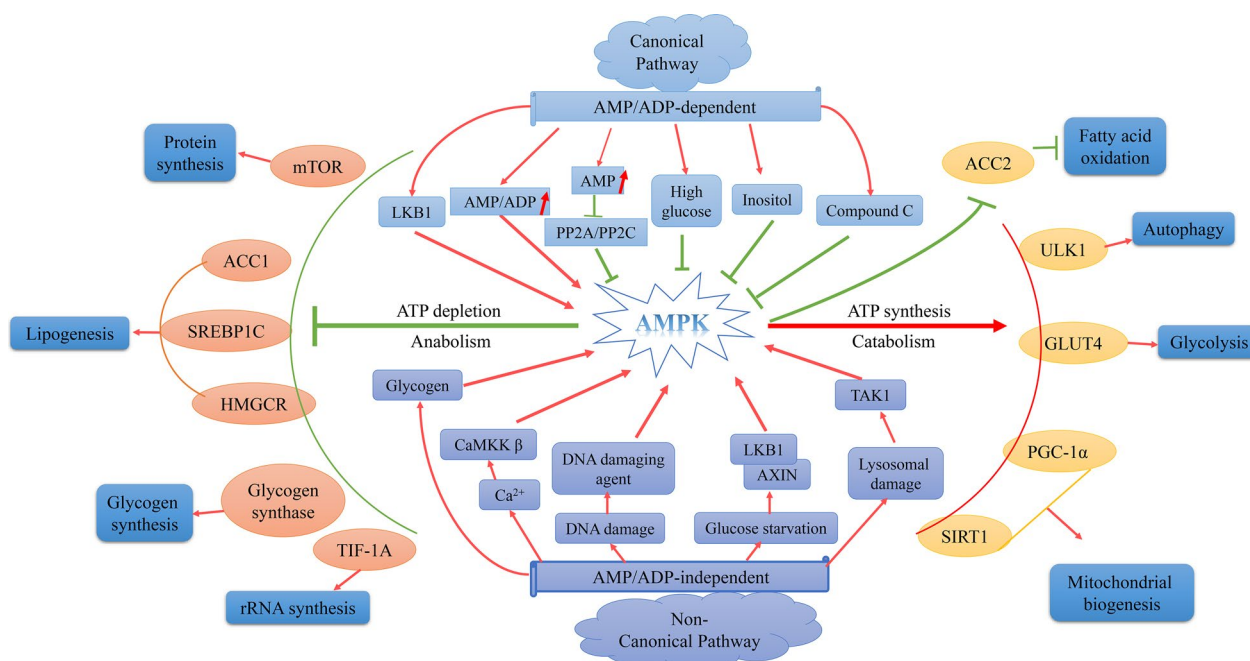 Canonical
Pathway
AMP/ADP-dependent
Protein
synthesis
mTOR
LKB1
AMP/ADP
AMP
PP2A/PP2C
High
glucose
Inositol
Compound C
ACC2
Fatty acid
oxidation
ACC1
SREBP1C
HMGCR
Lipogenesis
ATP depletion
Anabolism
AMPK
ATP synthesis
Catabolism
ULK1
Autophagy
GLUT4
Glycolysis
Glycogen
CaMKK β
Ca²⁺
DNA damaging
agent
DNA damage
LKB1
AXIN
Glucose starvation
TAK1
Lysosomal
damage
PGC-1α
SIRT1
Mitochondrial
biogenesis
Glycogen
synthesis
Glycogen
synthase
TIF-1A
rRNA synthesis
AMP/ADP-independent
Non-
Canonical Pathway